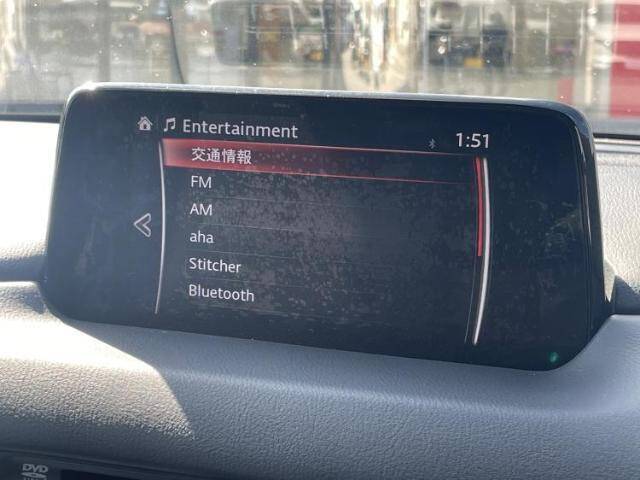 Entertainment
1:51
交通情報
FM
AM
aha
Stitcher
Bluetooth
DVD